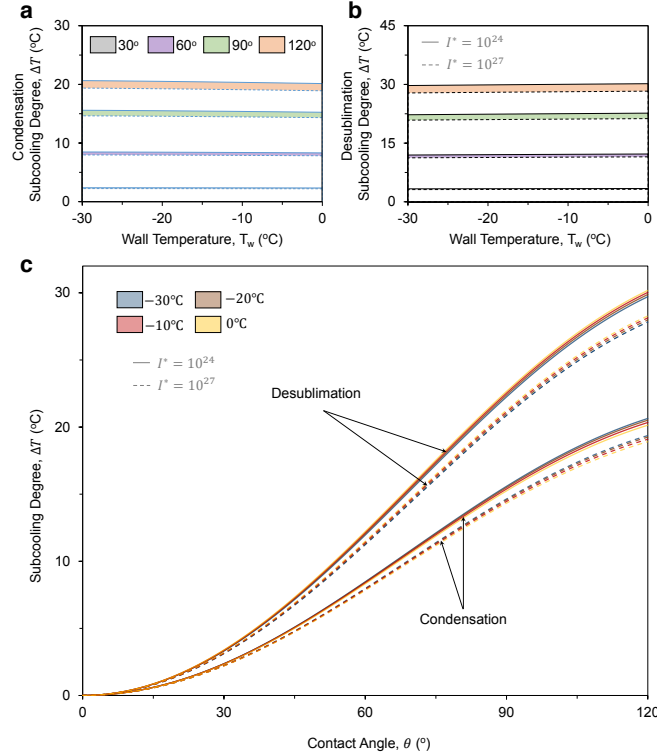 a
Condensation
Subcooling Degree, ΔT (ºC)
30
20
10
0
30º 60º 90º 120º
-30 -20 -10 0
Wall Temperature, T_w (ºC)
b
Desublimation
Subcooling Degree, ΔT (ºC)
45
30
15
0
I* = 10^24
I* = 10^27
-30 -20 -10 0
Wall Temperature, T_w (ºC)
c
Subcooling Degree, ΔT (ºC)
30
20
10
0
−30℃ −20℃
−10℃ 0℃
I* = 10^24
I* = 10^27
Desublimation
Condensation
0 30 60 90 120
Contact Angle, θ (º)